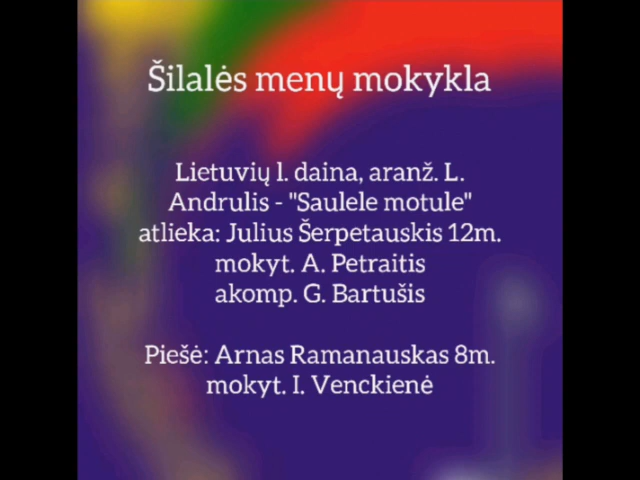 Šilalės menų mokykla
Lietuvių l. daina, aranž. L.
Andrulis - "Saulele motule"
atlieka: Julius Šerpetauskis 12m.
mokyt. A. Petraitis
akomp. G. Bartušis
Piešė: Arnas Ramanauskas 8m.
mokyt. I. Venckienė